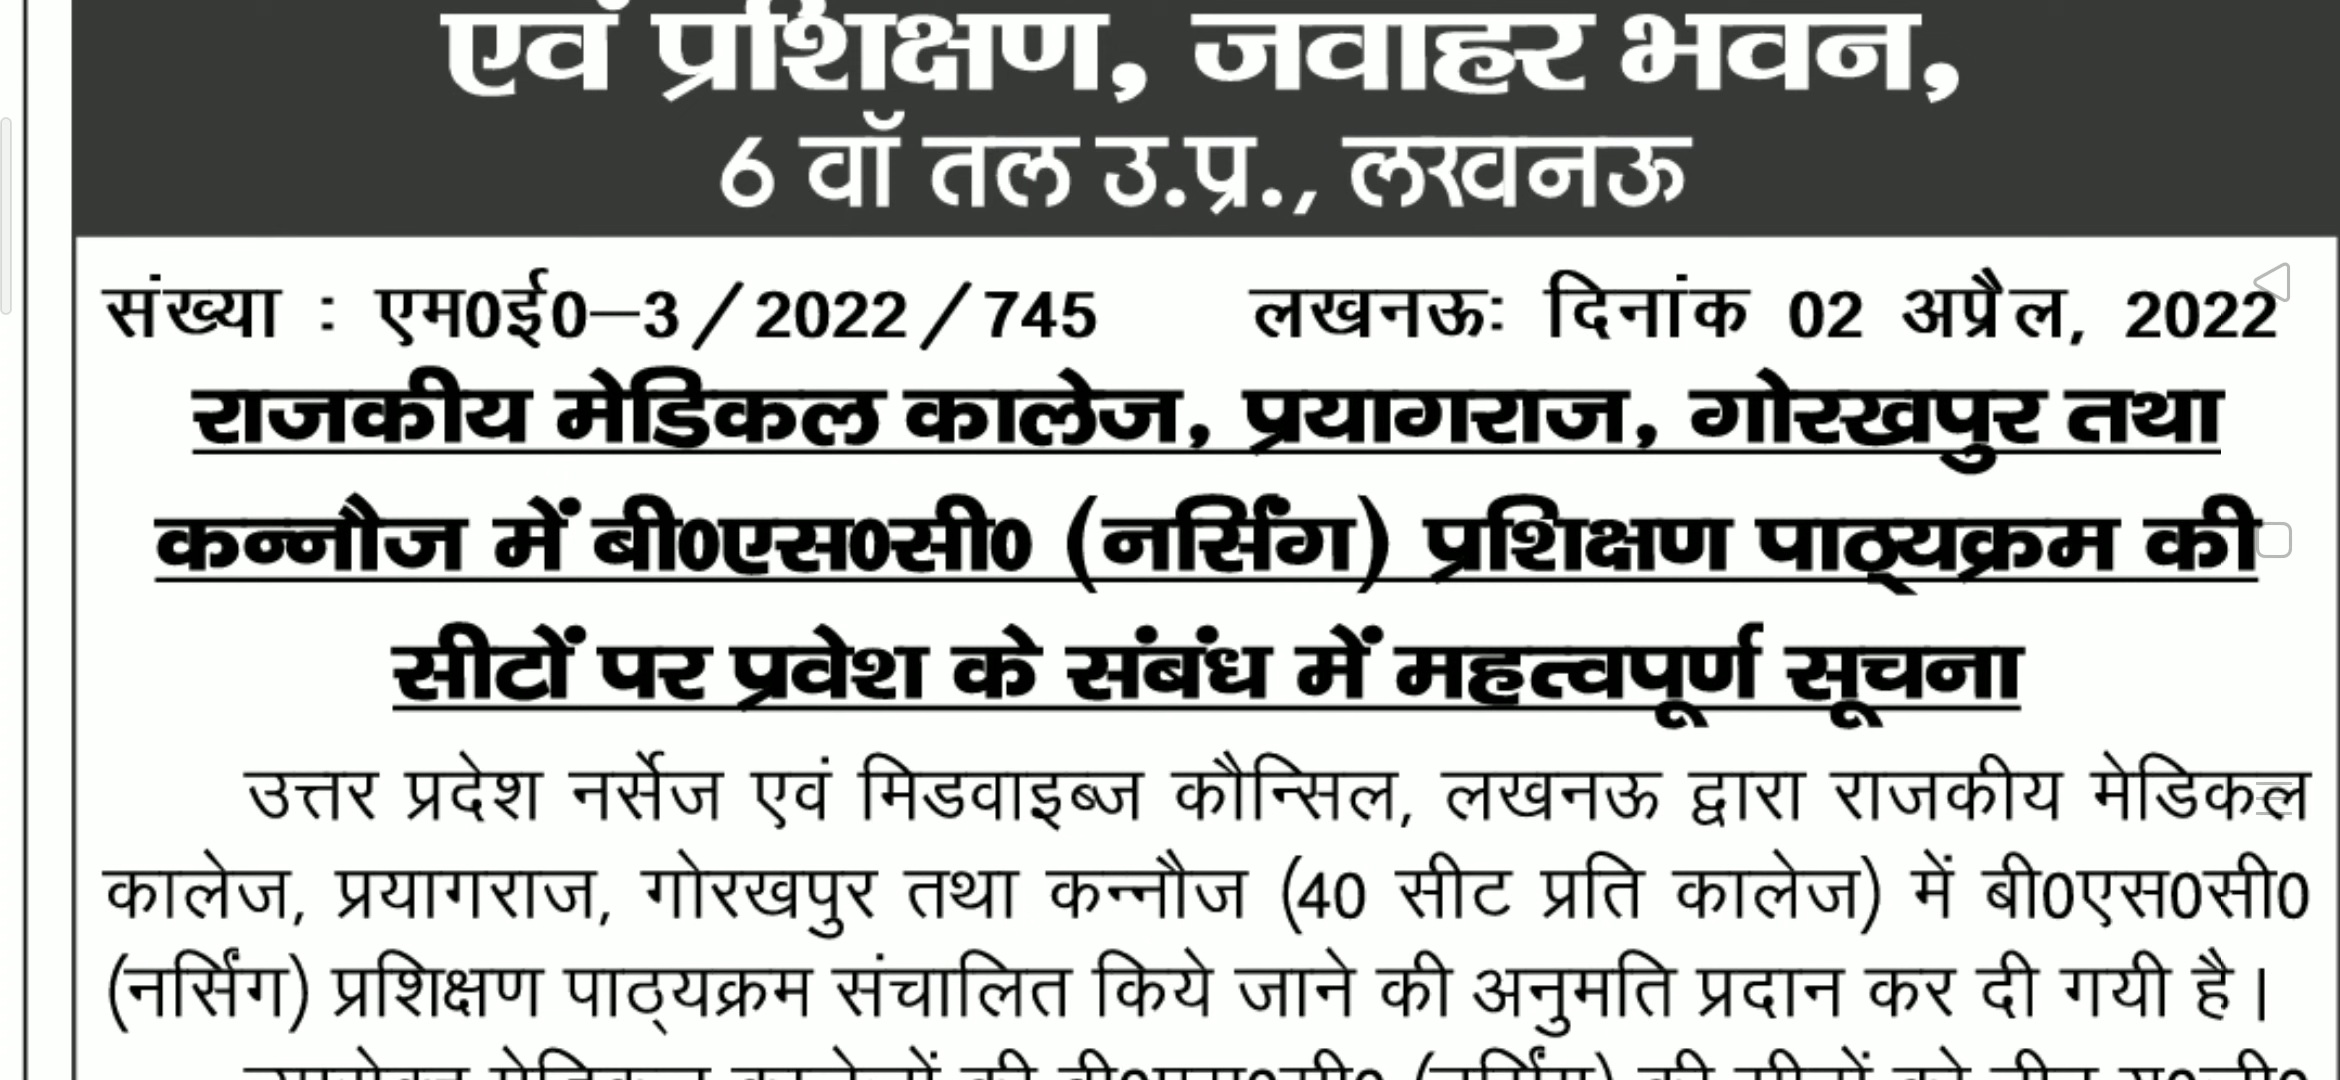 एवं प्रशिक्षण, जवाहर भवन,
6 वॉ तल उ.प्र., लखनऊ
संख्या : एम0ई0–3/2022/745 लखनऊः दिनांक 02 अप्रैल, 2022
राजकीय मेडिकल कालेज, प्रयागराज, गोरखपुर तथा
कन्नौज में बी0एस0सी0 (नर्सिंग) प्रशिक्षण पाठ्यक्रम की
सीटों पर प्रवेश के संबंध में महत्वपूर्ण सूचना
उत्तर प्रदेश नर्सेज एवं मिडवाइब्ज कौन्सिल, लखनऊ द्वारा राजकीय मेडिकल
कालेज, प्रयागराज, गोरखपुर तथा कन्नौज (40 सीट प्रति कालेज) में बी0एस0सी0
(नर्सिंग) प्रशिक्षण पाठ्यक्रम संचालित किये जाने की अनुमति प्रदान कर दी गयी है।